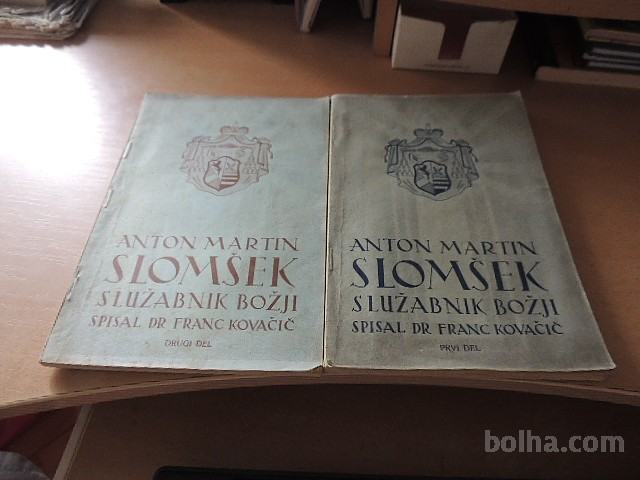 ANTON MARTIN
SLOMŠEK
SLUŽABNIK BOŽJI
SPISAL DR FRANC KOVAČIČ
DRUGI DEL
ANTON MARTIN
SLOMŠEK
SLUŽABNIK BOŽJI
SPISAL DR FRANC KOVAČIČ
PRVI DEL
bolha.com